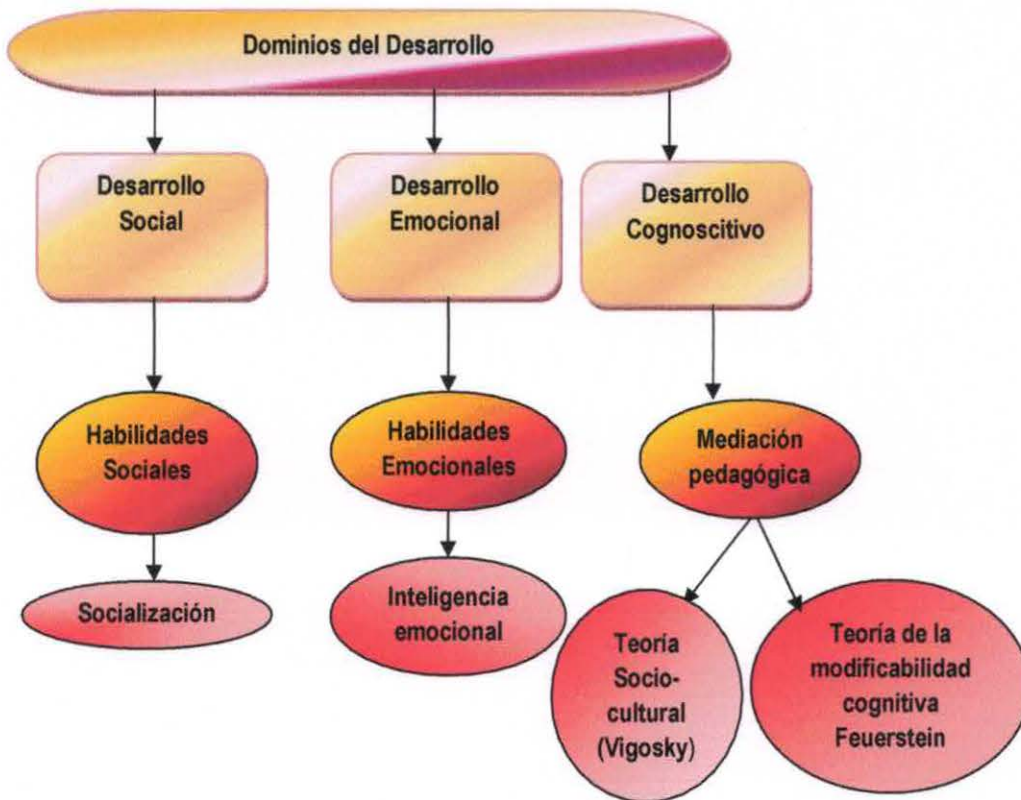 Dominios del Desarrollo
Desarrollo
Social
Desarrollo
Emocional
Desarrollo
Cognoscitivo
Habilidades
Sociales
Habilidades
Emocionales
Mediación
pedagógica
Socialización
Inteligencia
emocional
Teoría
Socio-
cultural
(Vigosky)
Teoría de la
modificabilidad
cognitiva
Feuerstein